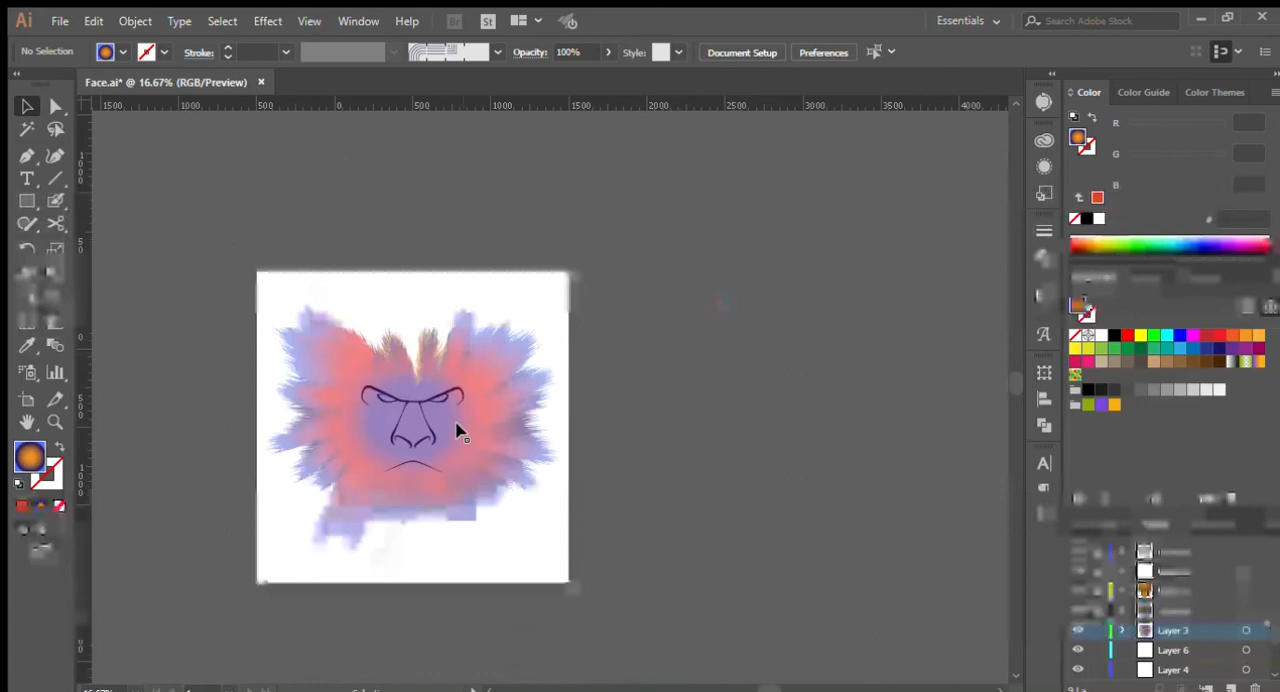 Ai File Edit Object Type Select Effect View Window Help Br St Essentials Search Adobe Stock
No Selection Stroke: Opacity: 100% Style: Document Setup Preferences
Face.ai* @ 16.67% (RGB/Preview)
Color Color Guide Color Themes
1500 1000 500 0 500 1000 1500 2000 2500 3000 3500 4000
R
G
B
Layer 3
Layer 6
Layer 4